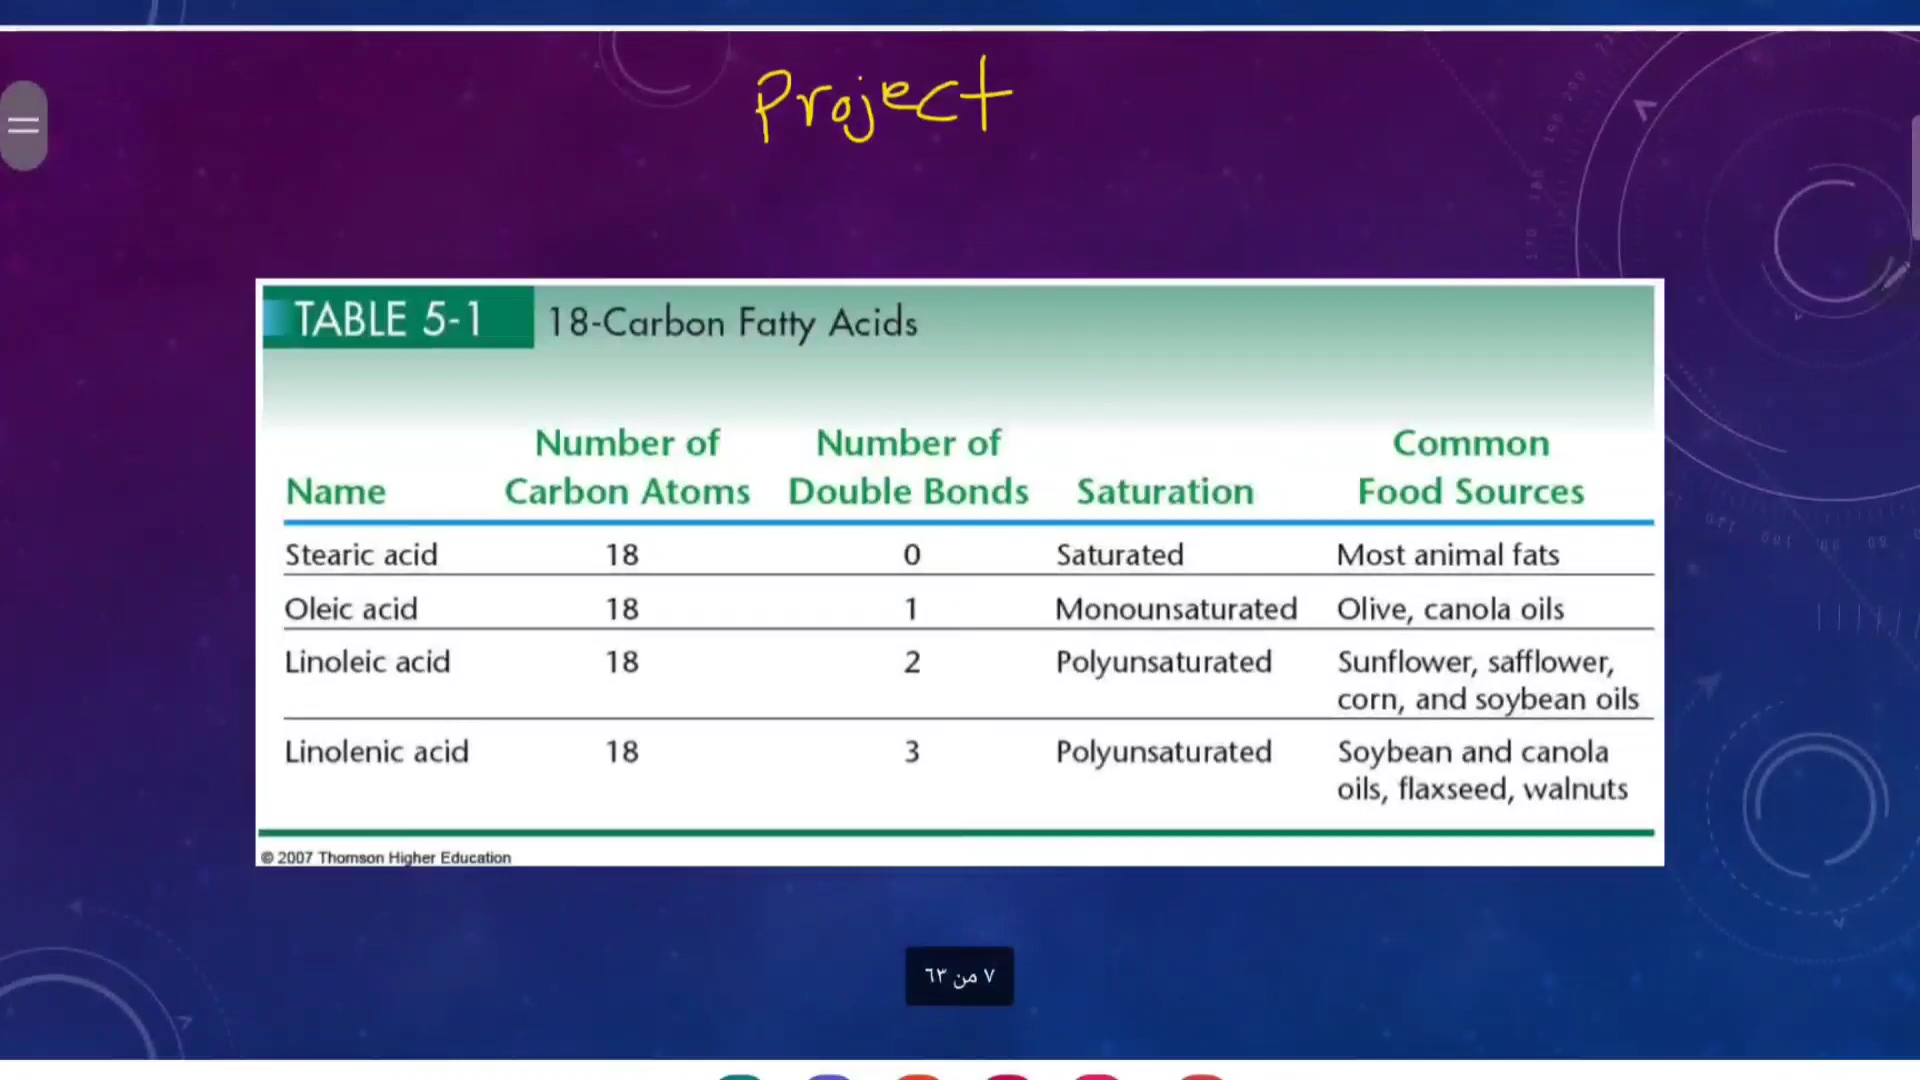 Project
TABLE 5-1 18-Carbon Fatty Acids
Name Number of Carbon Atoms Number of Double Bonds Saturation Common Food Sources
Stearic acid 18 0 Saturated Most animal fats
Oleic acid 18 1 Monounsaturated Olive, canola oils
Linoleic acid 18 2 Polyunsaturated Sunflower, safflower, corn, and soybean oils
Linolenic acid 18 3 Polyunsaturated Soybean and canola oils, flaxseed, walnuts
© 2007 Thomson Higher Education
٧ من ٦٣